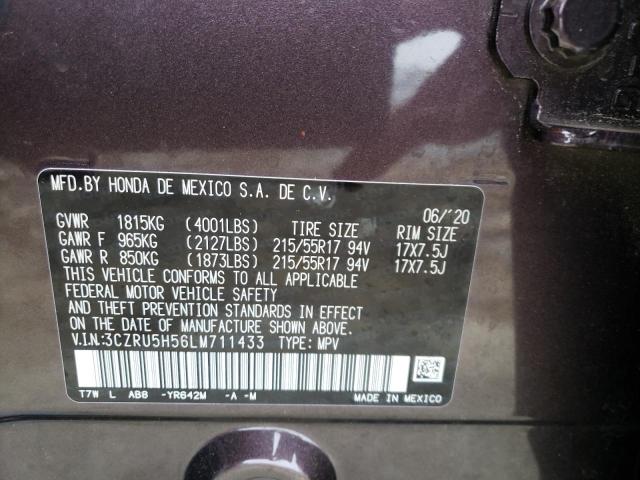 MFD.BY HONDA DE MEXICO S.A. DE C.V.
06/'20
GVWR 1815KG (4001LBS) TIRE SIZE RIM SIZE
GAWR F 965KG (2127LBS) 215/55R17 94V 17X7.5J
GAWR R 850KG (1873LBS) 215/55R17 94V 17X7.5J
THIS VEHICLE CONFORMS TO ALL APPLICABLE
FEDERAL MOTOR VEHICLE SAFETY
AND THEFT PREVENTION STANDARDS IN EFFECT
ON THE DATE OF MANUFACTURE SHOWN ABOVE.
V.I.N:3CZRU5H56LM711433 TYPE: MPV
T7W L AB8 -YR642M -A -M MADE IN MEXICO